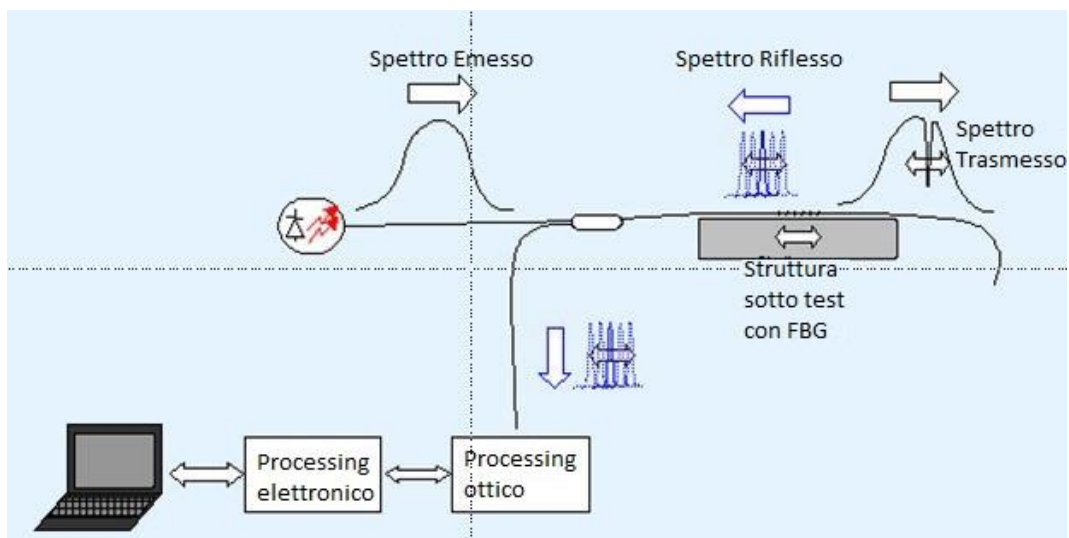 Spettro Emesso
Spettro Riflesso
Spettro
Trasmesso
Struttura
sotto test
con FBG
Processing
elettronico
Processing
ottico